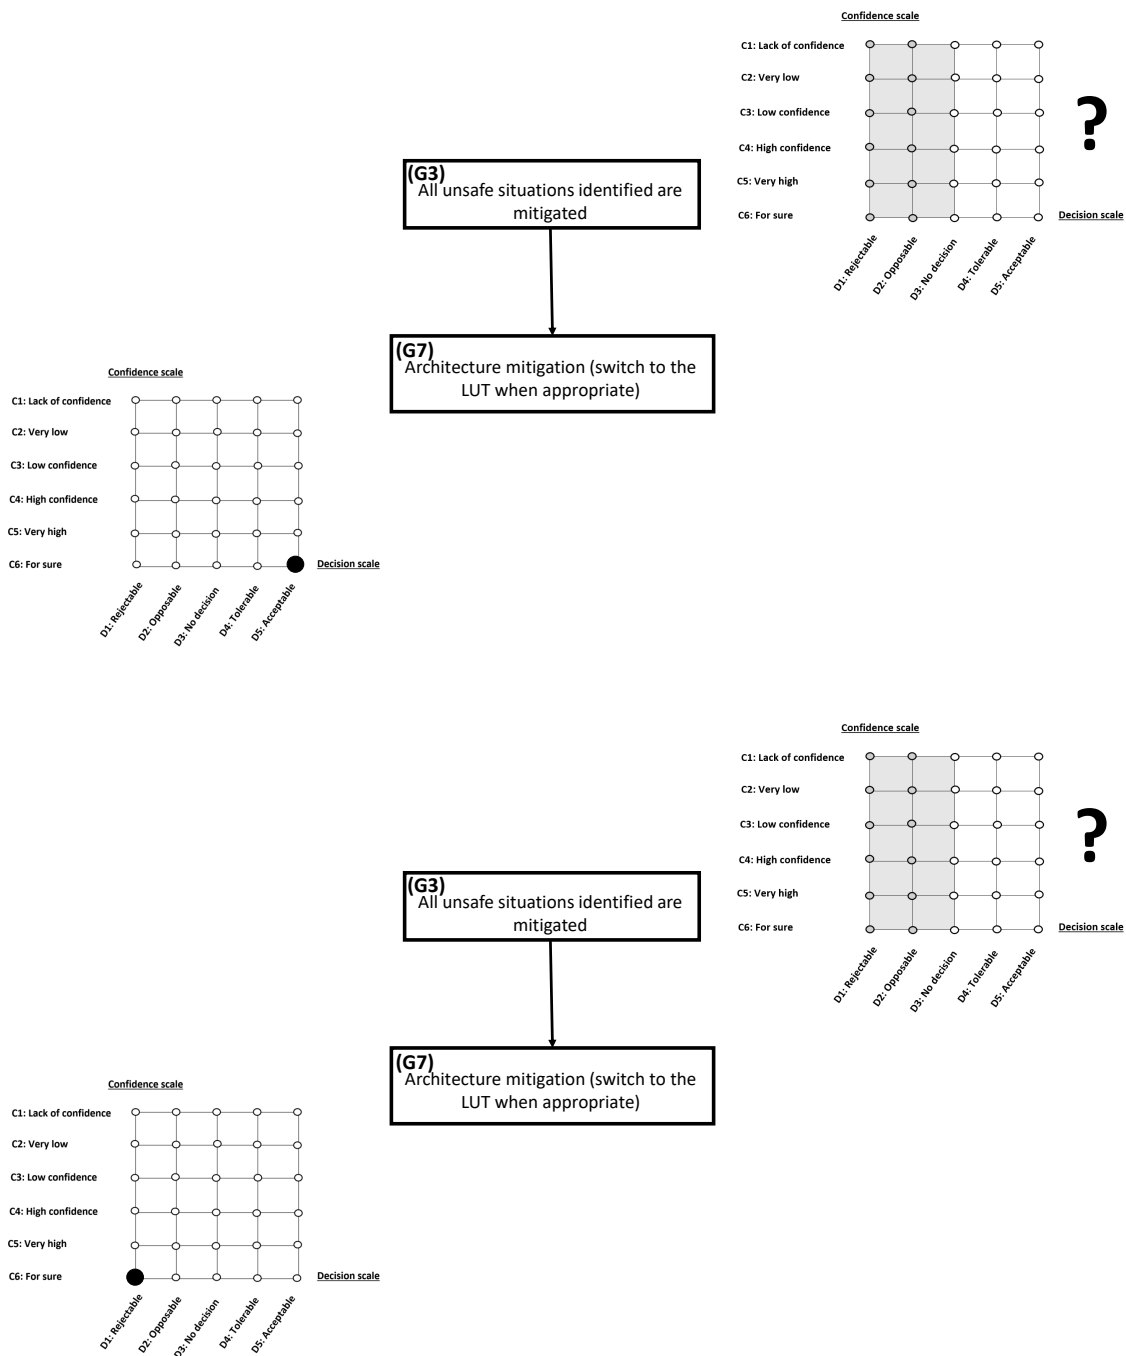 Confidence scale
C1: Lack of confidence
C2: Very low
C3: Low confidence
C4: High confidence
C5: Very high
C6: For sure
Decision scale
D1: Rejectable
D2: Opposable
D3: No decision
D4: Tolerable
D5: Acceptable
?
(G3)
All unsafe situations identified are
mitigated
(G7)
Architecture mitigation (switch to the
LUT when appropriate)
Confidence scale
C1: Lack of confidence
C2: Very low
C3: Low confidence
C4: High confidence
C5: Very high
C6: For sure
Decision scale
D1: Rejectable
D2: Opposable
D3: No decision
D4: Tolerable
D5: Acceptable
Confidence scale
C1: Lack of confidence
C2: Very low
C3: Low confidence
C4: High confidence
C5: Very high
C6: For sure
Decision scale
D1: Rejectable
D2: Opposable
D3: No decision
D4: Tolerable
D5: Acceptable
?
(G3)
All unsafe situations identified are
mitigated
(G7)
Architecture mitigation (switch to the
LUT when appropriate)
Confidence scale
C1: Lack of confidence
C2: Very low
C3: Low confidence
C4: High confidence
C5: Very high
C6: For sure
Decision scale
D1: Rejectable
D2: Opposable
D3: No decision
D4: Tolerable
D5: Acceptable